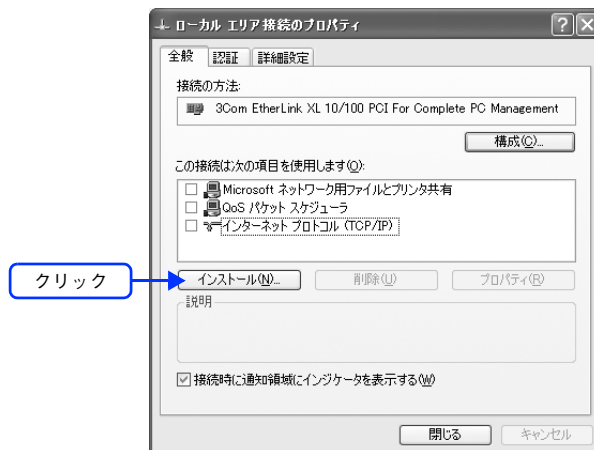 ローカル エリア接続のプロパティ
全般 認証 詳細設定
接続の方法:
3Com EtherLink XL 10/100 PCI For Complete PC Management
構成(C)...
この接続は次の項目を使用します(O):
Microsoft ネットワーク用ファイルとプリンタ共有
QoS パケット スケジューラ
インターネット プロトコル (TCP/IP)
クリック
インストール(N)... 削除(U) プロパティ(R)
説明
接続時に通知領域にインジケータを表示する(W)
閉じる キャンセル